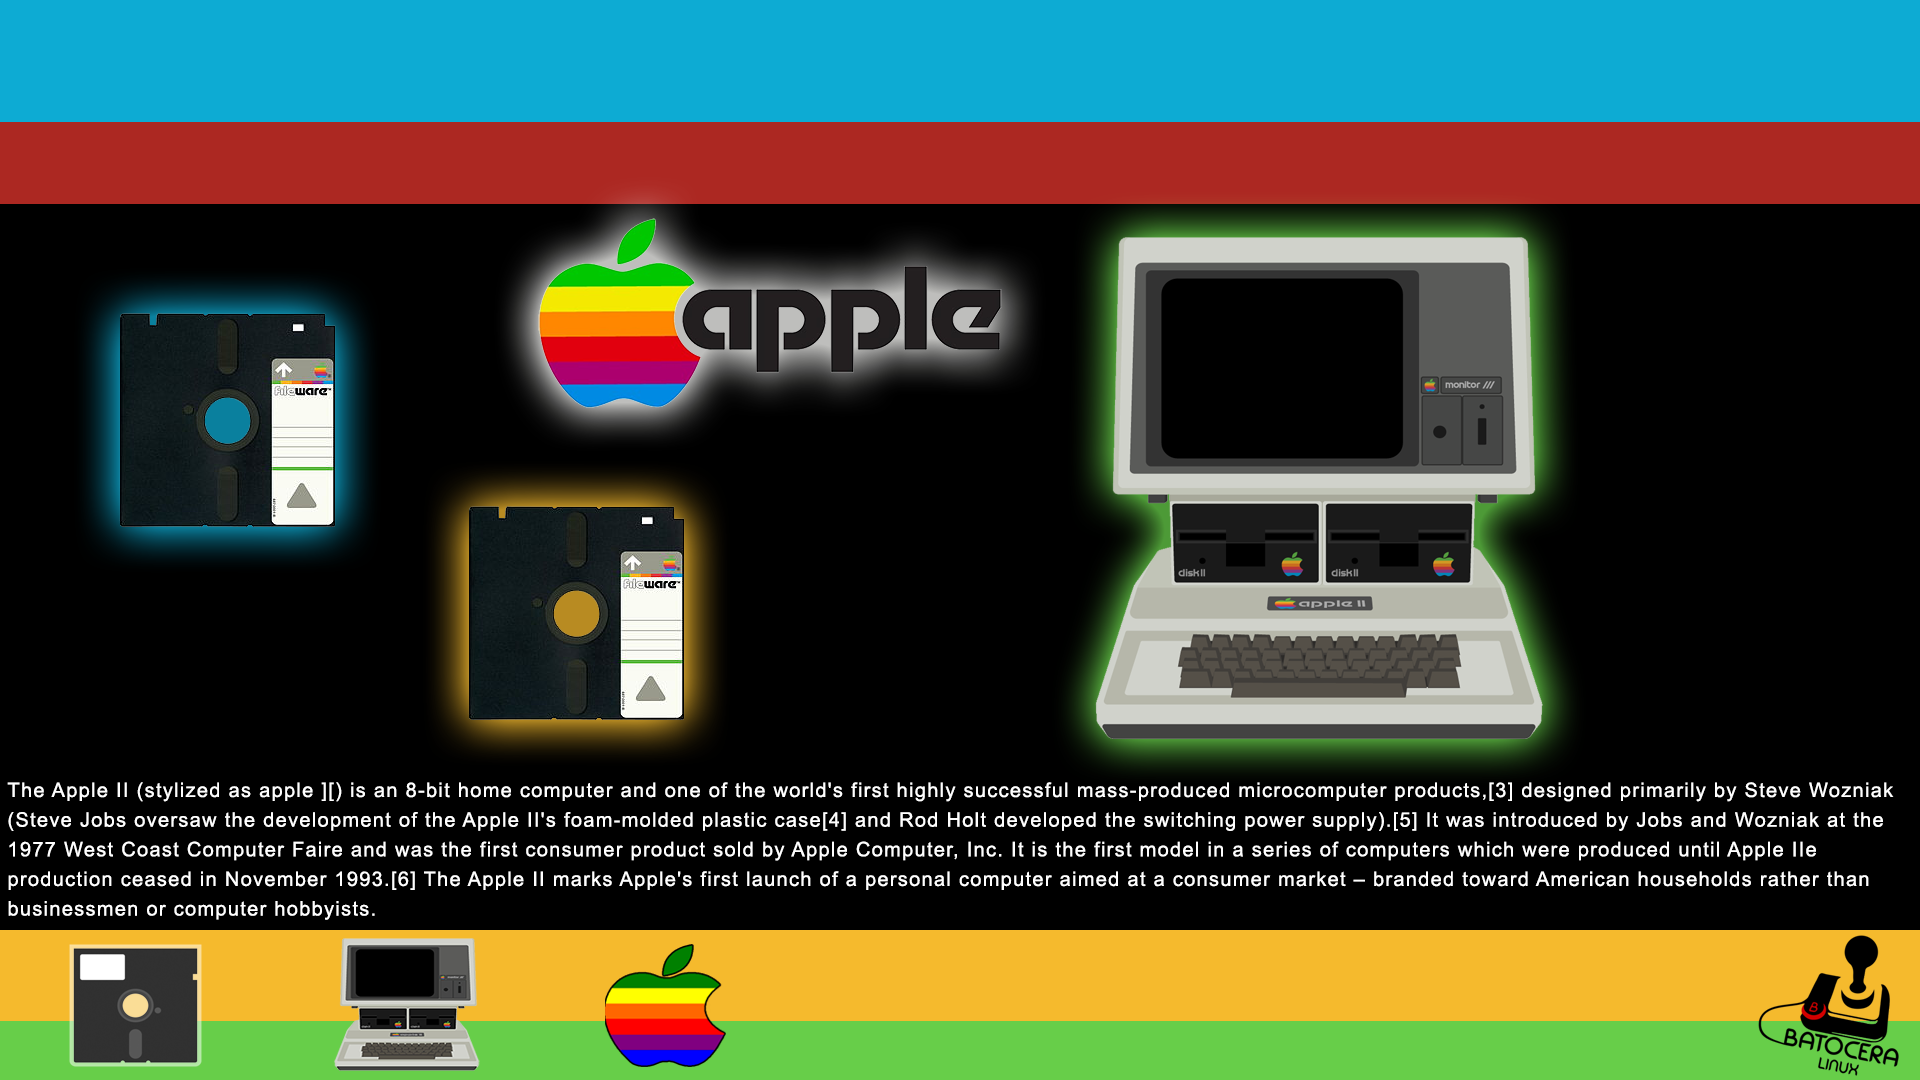 apple
fileware™
monitor ///
fileware™
disk II
disk II
apple II
The Apple II (stylized as apple ][) is an 8-bit home computer and one of the world's first highly successful mass-produced microcomputer products,[3] designed primarily by Steve Wozniak
(Steve Jobs oversaw the development of the Apple II's foam-molded plastic case[4] and Rod Holt developed the switching power supply).[5] It was introduced by Jobs and Wozniak at the
1977 West Coast Computer Faire and was the first consumer product sold by Apple Computer, Inc. It is the first model in a series of computers which were produced until Apple IIe
production ceased in November 1993.[6] The Apple II marks Apple's first launch of a personal computer aimed at a consumer market – branded toward American households rather than
businessmen or computer hobbyists.
B
BATOCERA
LINUX